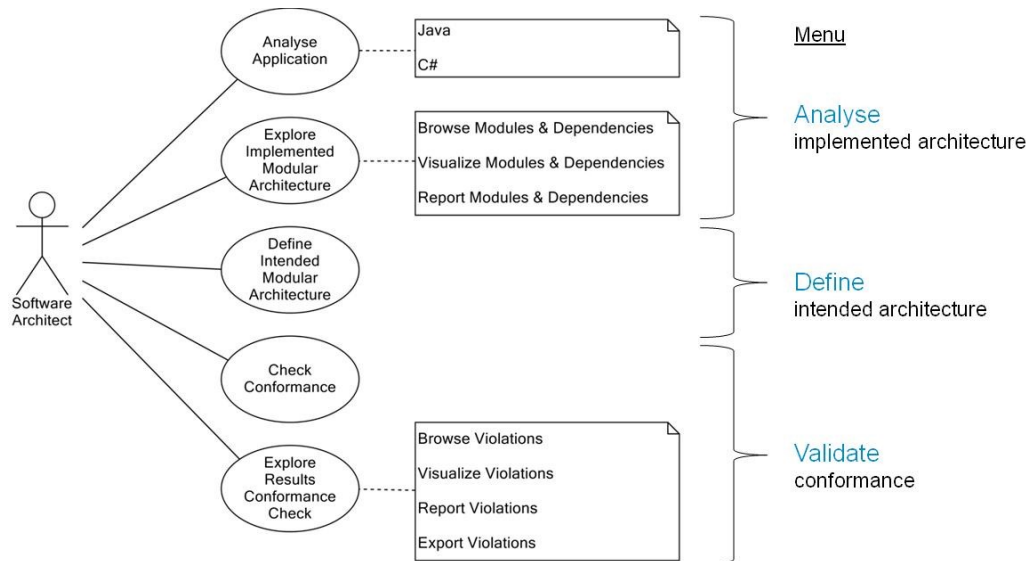 Analyse
Application
Java
C#
Menu
Analyse
implemented architecture
Explore
Implemented
Modular
Architecture
Browse Modules & Dependencies
Visualize Modules & Dependencies
Report Modules & Dependencies
Software
Architect
Define
Intended
Modular
Architecture
Define
intended architecture
Check
Conformance
Explore
Results
Conformance
Check
Browse Violations
Visualize Violations
Report Violations
Export Violations
Validate
conformance